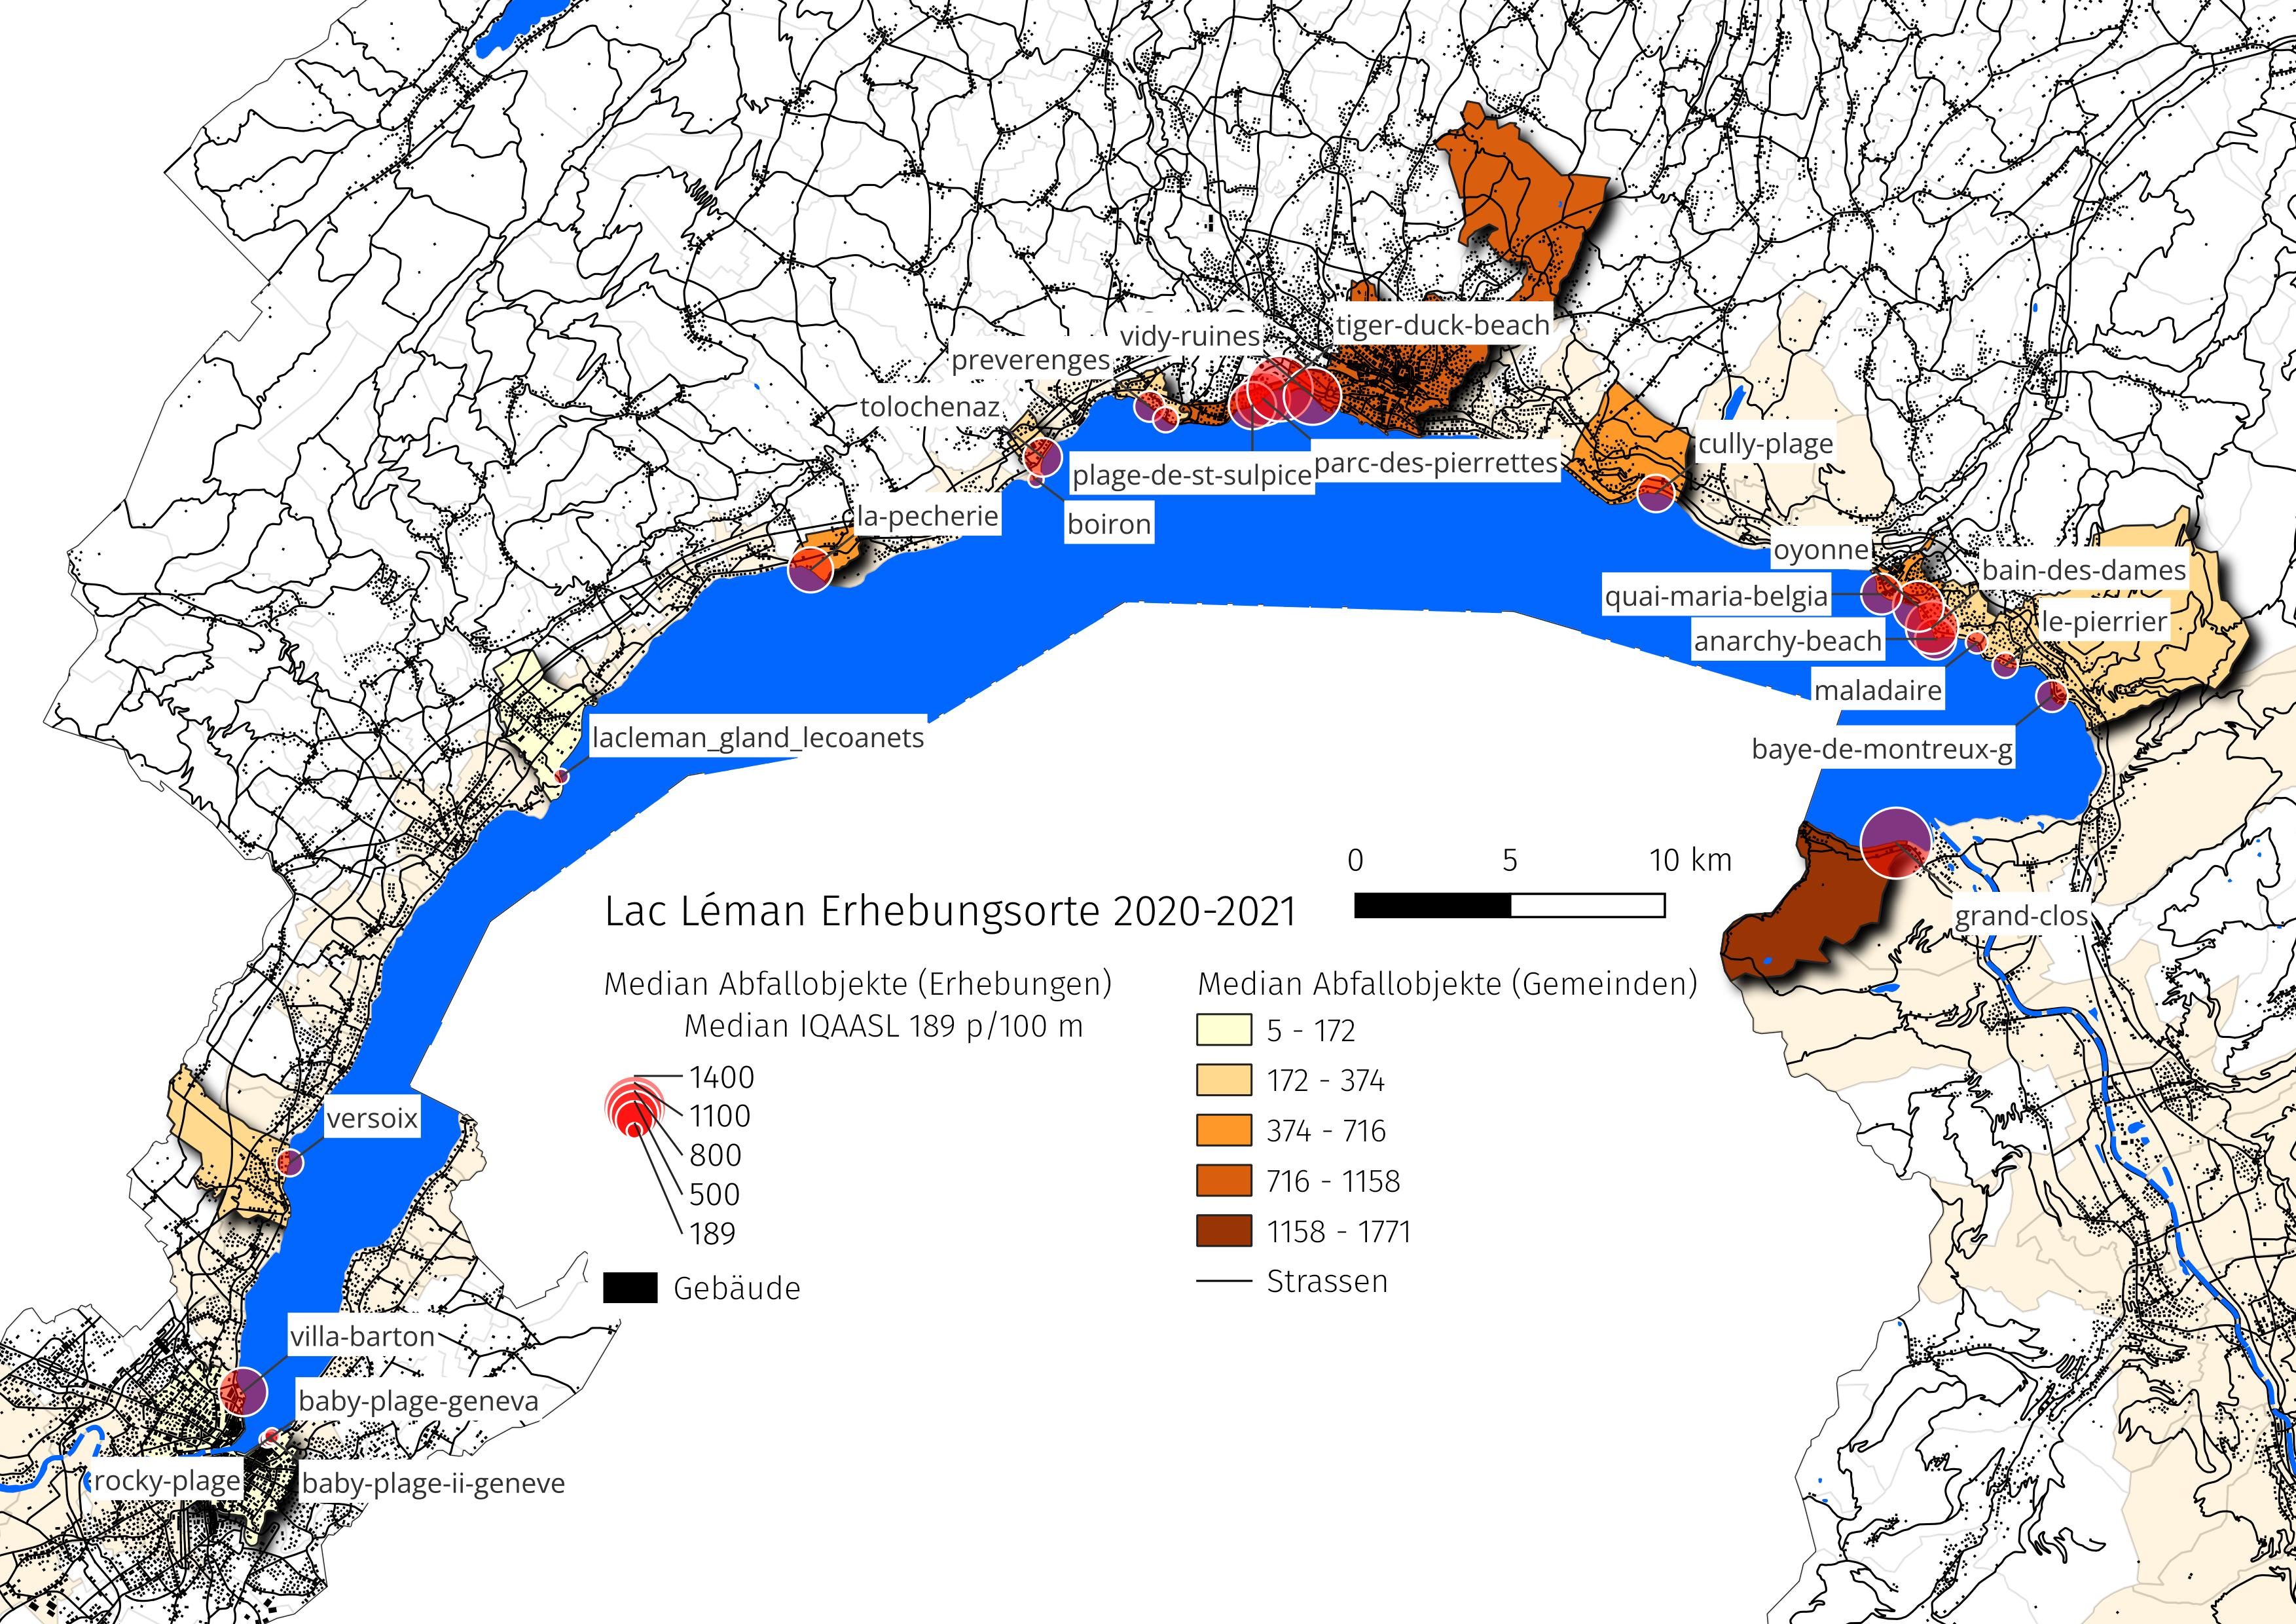 tiger-duck-beach
vidy-ruines
preverenges
tolochenaz
cully-plage
plage-de-st-sulpice
parc-des-pierrettes
la-pecherie
boiron
oyonne
bain-des-dames
quai-maria-belgia
le-pierrier
anarchy-beach
maladaire
lacleman_gland_lecoanets
baye-de-montreux-g
0 5 10 km
grand-clos
Lac Léman Erhebungsorte 2020-2021
Median Abfallobjekte (Erhebungen)
Median IQAASL 189 p/100 m
1400
1100
800
500
189
Gebäude
Median Abfallobjekte (Gemeinden)
5 - 172
172 - 374
374 - 716
716 - 1158
1158 - 1771
Strassen
versoix
villa-barton
baby-plage-geneva
rocky-plage
baby-plage-ii-geneve